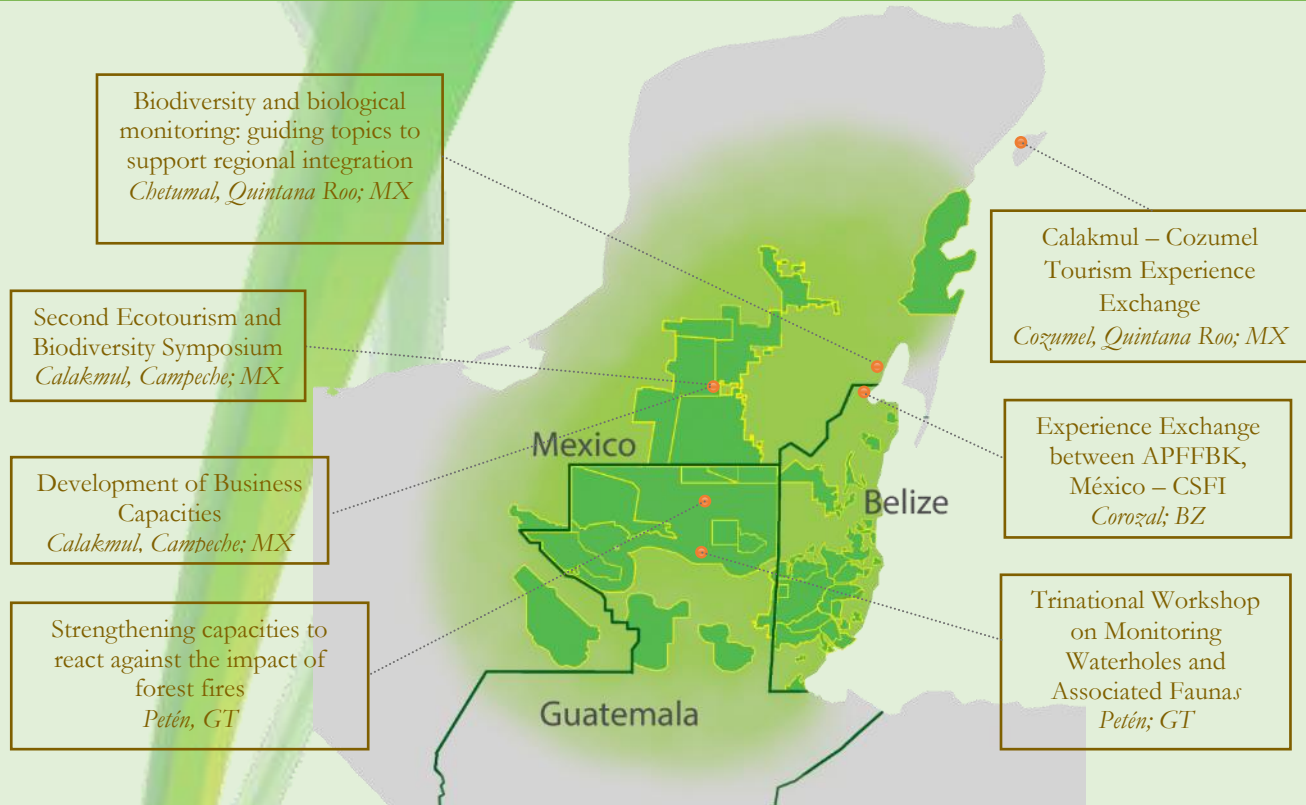 Biodiversity and biological
monitoring: guiding topics to
support regional integration
Chetumal, Quintana Roo; MX
Second Ecotourism and
Biodiversity Symposium
Calakmul, Campeche; MX
Development of Business
Capacities
Calakmul, Campeche; MX
Strengthening capacities to
react against the impact of
forest fires
Petén, GT
Mexico
Belize
Guatemala
Calakmul – Cozumel
Tourism Experience
Exchange
Cozumel, Quintana Roo; MX
Experience Exchange
between APFFBK,
México – CSFI
Corozal; BZ
Trinational Workshop
on Monitoring
Waterholes and
Associated Faunas
Petén; GT